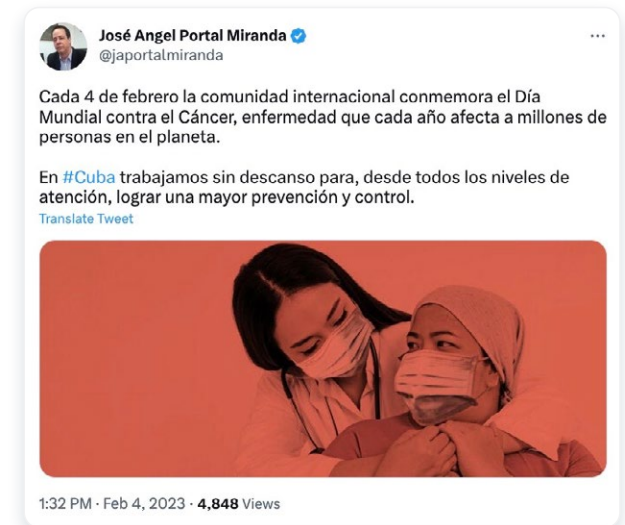 José Angel Portal Miranda
@japortalmiranda
Cada 4 de febrero la comunidad internacional conmemora el Día
Mundial contra el Cáncer, enfermedad que cada año afecta a millones de
personas en el planeta.
En #Cuba trabajamos sin descanso para, desde todos los niveles de
atención, lograr una mayor prevención y control.
Translate Tweet
1:32 PM · Feb 4, 2023 · 4,848 Views